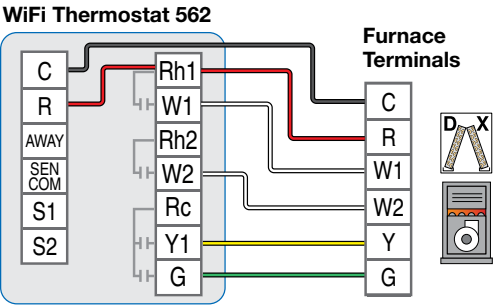 WiFi Thermostat 562
Furnace
Terminals
C
R
AWAY
SEN
COM
S1
S2
Rh1
W1
Rh2
W2
Rc
Y1
G
C
R
W1
W2
Y
G
D X